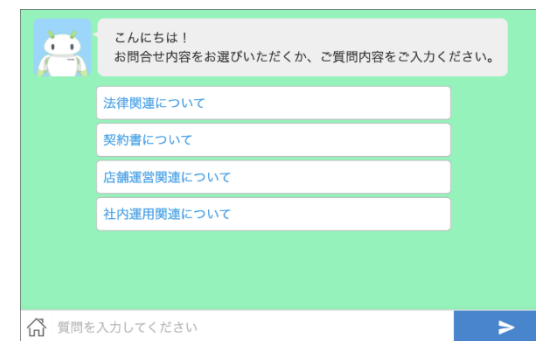 こんにちは！
お問合せ内容をお選びいただくか、ご質問内容をご入力ください。
法律関連について
契約書について
店舗運営関連について
社内運用関連について
質問を入力してください